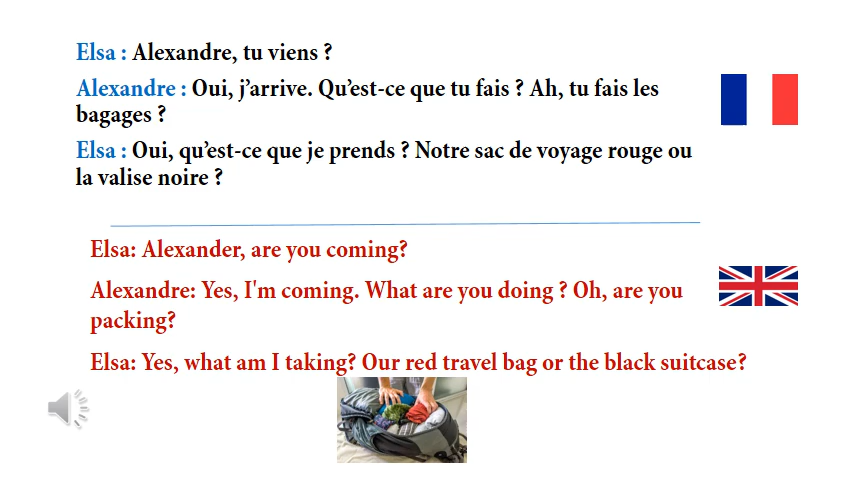 Elsa : Alexandre, tu viens ?
Alexandre : Oui, j’arrive. Qu’est-ce que tu fais ? Ah, tu fais les
bagages ?
Elsa : Oui, qu’est-ce que je prends ? Notre sac de voyage rouge ou
la valise noire ?
Elsa: Alexander, are you coming?
Alexandre: Yes, I'm coming. What are you doing ? Oh, are you
packing?
Elsa: Yes, what am I taking? Our red travel bag or the black suitcase?